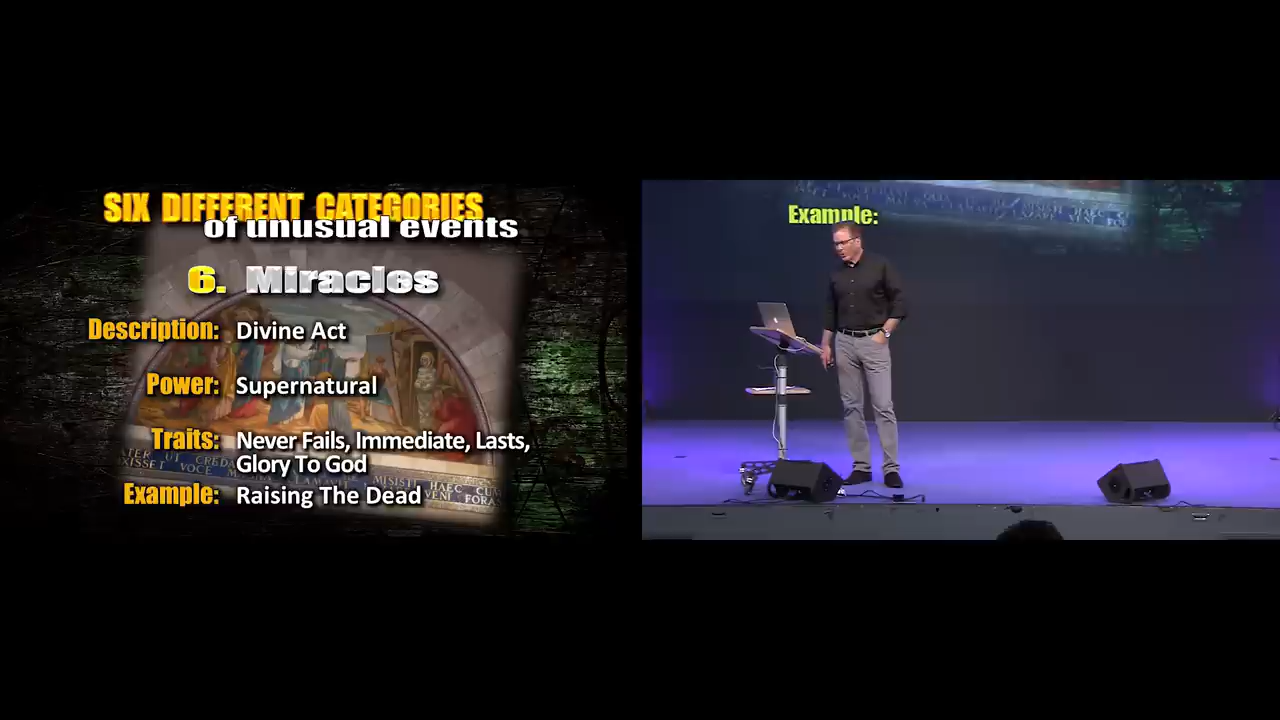 SIX DIFFERENT CATEGORIES
of unusual events
6. Miracles
Description: Divine Act
Power: Supernatural
Traits: Never Fails, Immediate, Lasts,
Glory To God
Example: Raising The Dead
Example: